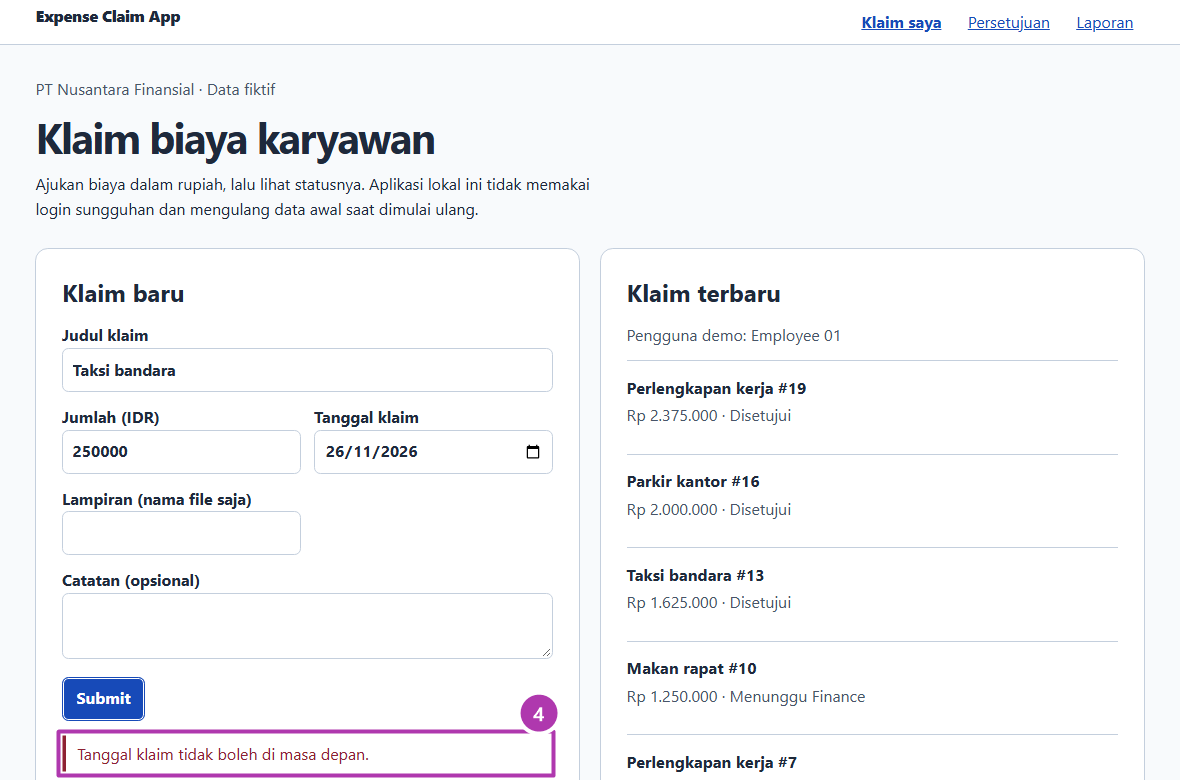 Expense Claim App
Klaim saya
Persetujuan
Laporan
PT Nusantara Finansial · Data fiktif
Klaim biaya karyawan
Ajukan biaya dalam rupiah, lalu lihat statusnya. Aplikasi lokal ini tidak memakai
login sungguhan dan mengulang data awal saat dimulai ulang.
Klaim baru
Judul klaim
Taksi bandara
Jumlah (IDR)
Tanggal klaim
250000
26/11/2026
Lampiran (nama file saja)
Catatan (opsional)
Submit
4
Tanggal klaim tidak boleh di masa depan.
Klaim terbaru
Pengguna demo: Employee 01
Perlengkapan kerja #19
Rp 2.375.000 · Disetujui
Parkir kantor #16
Rp 2.000.000 · Disetujui
Taksi bandara #13
Rp 1.625.000 · Disetujui
Makan rapat #10
Rp 1.250.000 · Menunggu Finance
Perlengkapan kerja #7